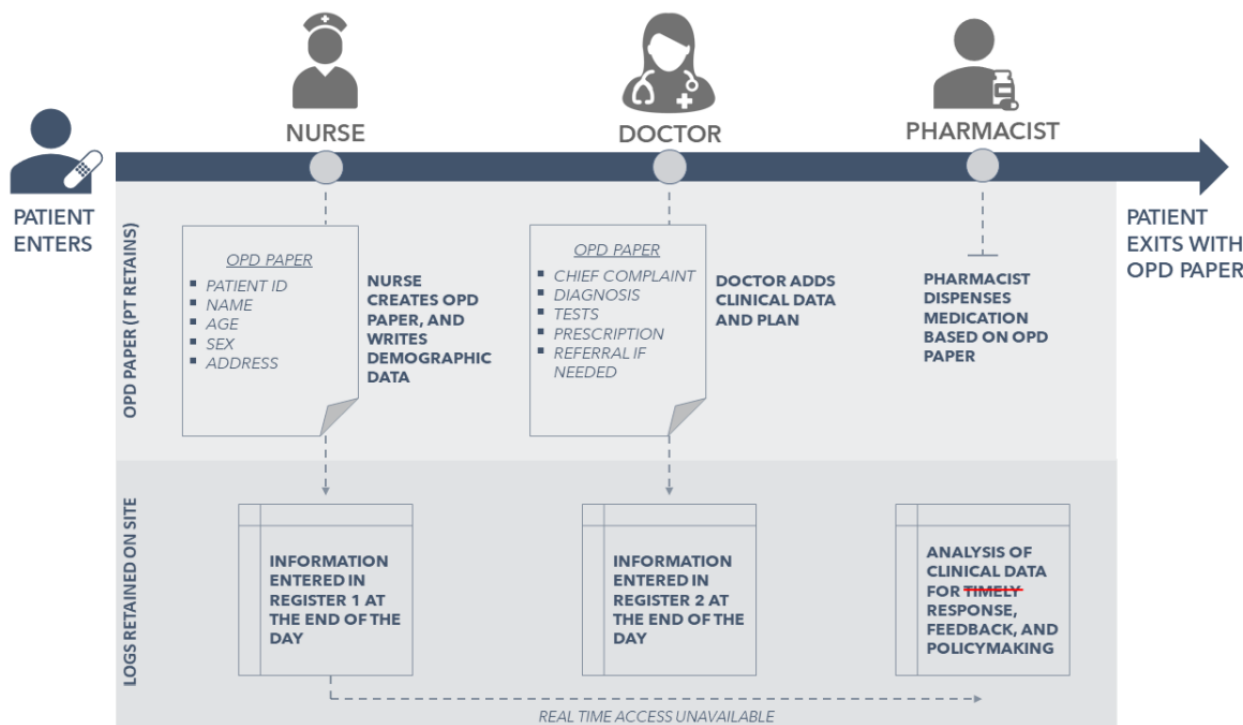 NURSE
DOCTOR
PHARMACIST
PATIENT
ENTERS
PATIENT
EXITS WITH
OPD PAPER
OPD PAPER (PT RETAINS)
OPD PAPER
PATIENT ID
NAME
AGE
SEX
ADDRESS
NURSE
CREATES OPD
PAPER, AND
WRITES
DEMOGRAPHIC
DATA
OPD PAPER
CHIEF COMPLAINT
DIAGNOSIS
TESTS
PRESCRIPTION
REFERRAL IF
NEEDED
DOCTOR ADDS
CLINICAL DATA
AND PLAN
PHARMACIST
DISPENSES
MEDICATION
BASED ON OPD
PAPER
LOGS RETAINED ON SITE
INFORMATION
ENTERED IN
REGISTER 1 AT
THE END OF THE
DAY
INFORMATION
ENTERED IN
REGISTER 2 AT
THE END OF THE
DAY
ANALYSIS OF
CLINICAL DATA
FOR TIMELY
RESPONSE,
FEEDBACK, AND
POLICYMAKING
REAL TIME ACCESS UNAVAILABLE